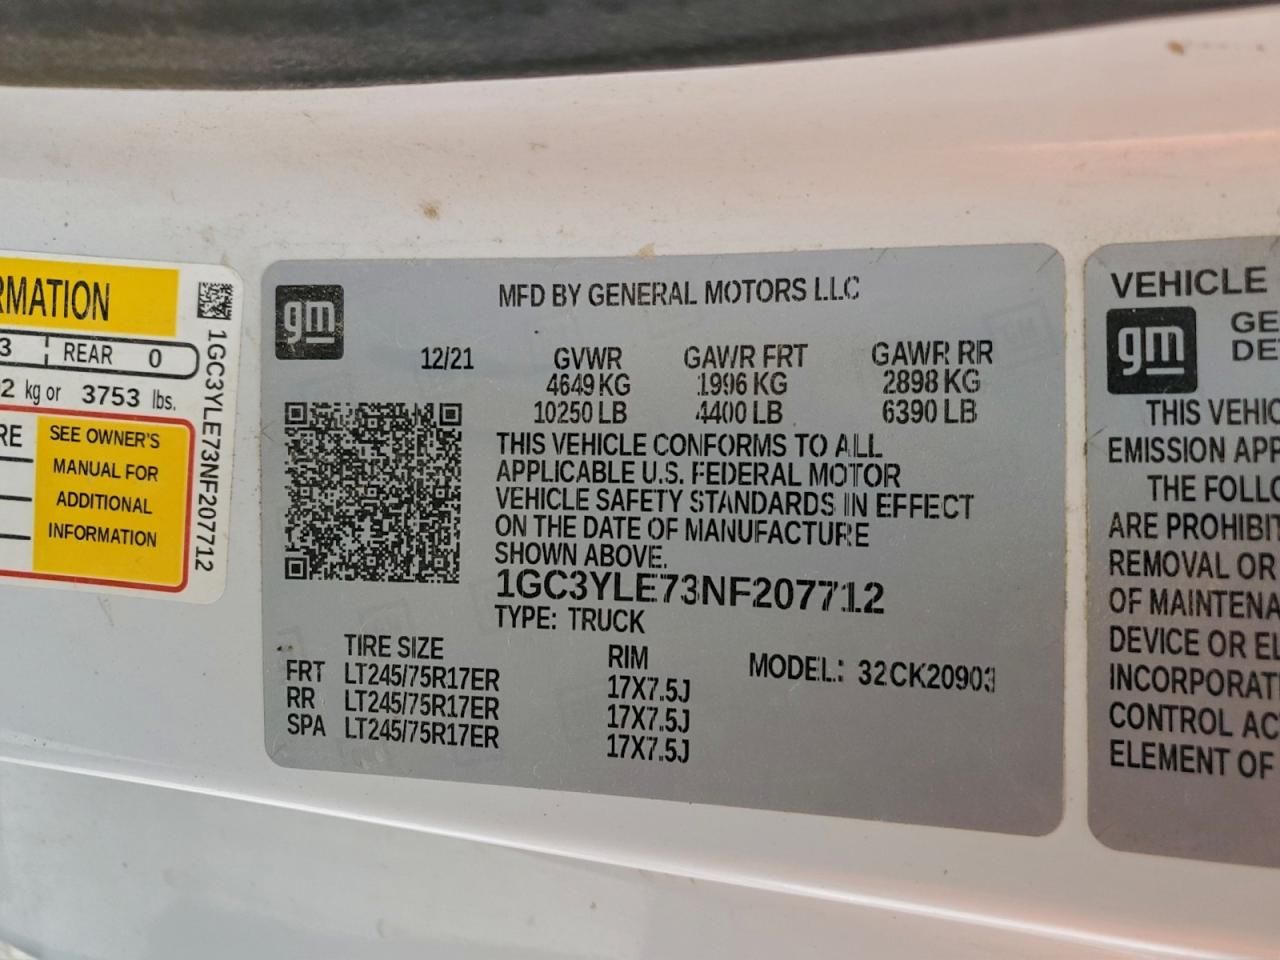 RMATION
3 REAR 0
2 kg or 3753 lbs.
RE
SEE OWNER'S
MANUAL FOR
ADDITIONAL
INFORMATION
1GC3YLE73NF207712
gm
MFD BY GENERAL MOTORS LLC
12/21 GVWR GAWR FRT GAWR RR
4649 KG 1996 KG 2898 KG
10250 LB 4400 LB 6390 LB
THIS VEHICLE CONFORMS TO ALL
APPLICABLE U.S. FEDERAL MOTOR
VEHICLE SAFETY STANDARDS IN EFFECT
ON THE DATE OF MANUFACTURE
SHOWN ABOVE.
1GC3YLE73NF207712
TYPE: TRUCK
TIRE SIZE RIM MODEL: 32CK20903
FRT LT245/75R17ER 17X7.5J
RR LT245/75R17ER 17X7.5J
SPA LT245/75R17ER 17X7.5J
VEHICLE
gm
GE
DE
THIS VEHIC
EMISSION APP
THE FOLLO
ARE PROHIBIT
REMOVAL OR
OF MAINTENA
DEVICE OR EL
INCORPORATI
CONTROL AC
ELEMENT OF